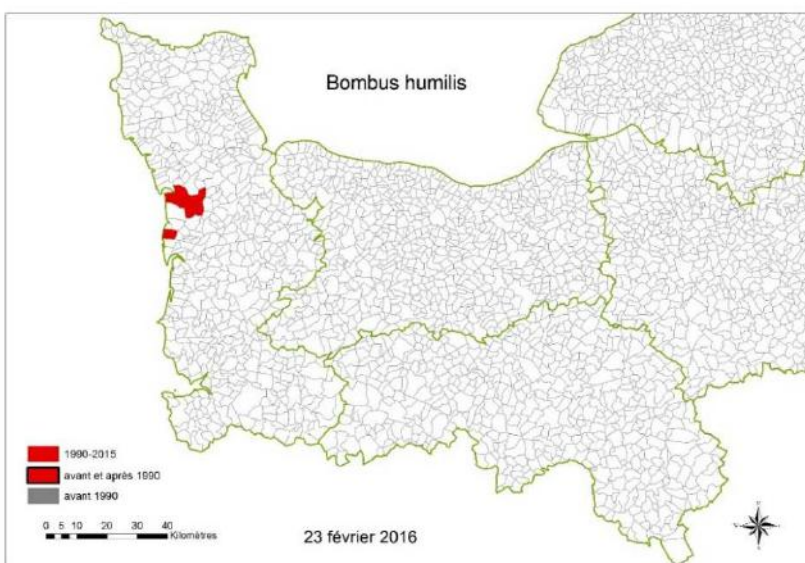 Bombus humilis
1990-2015
avant et après 1990
avant 1990
0 5 10 20 30 40
Kilomètres
23 février 2016